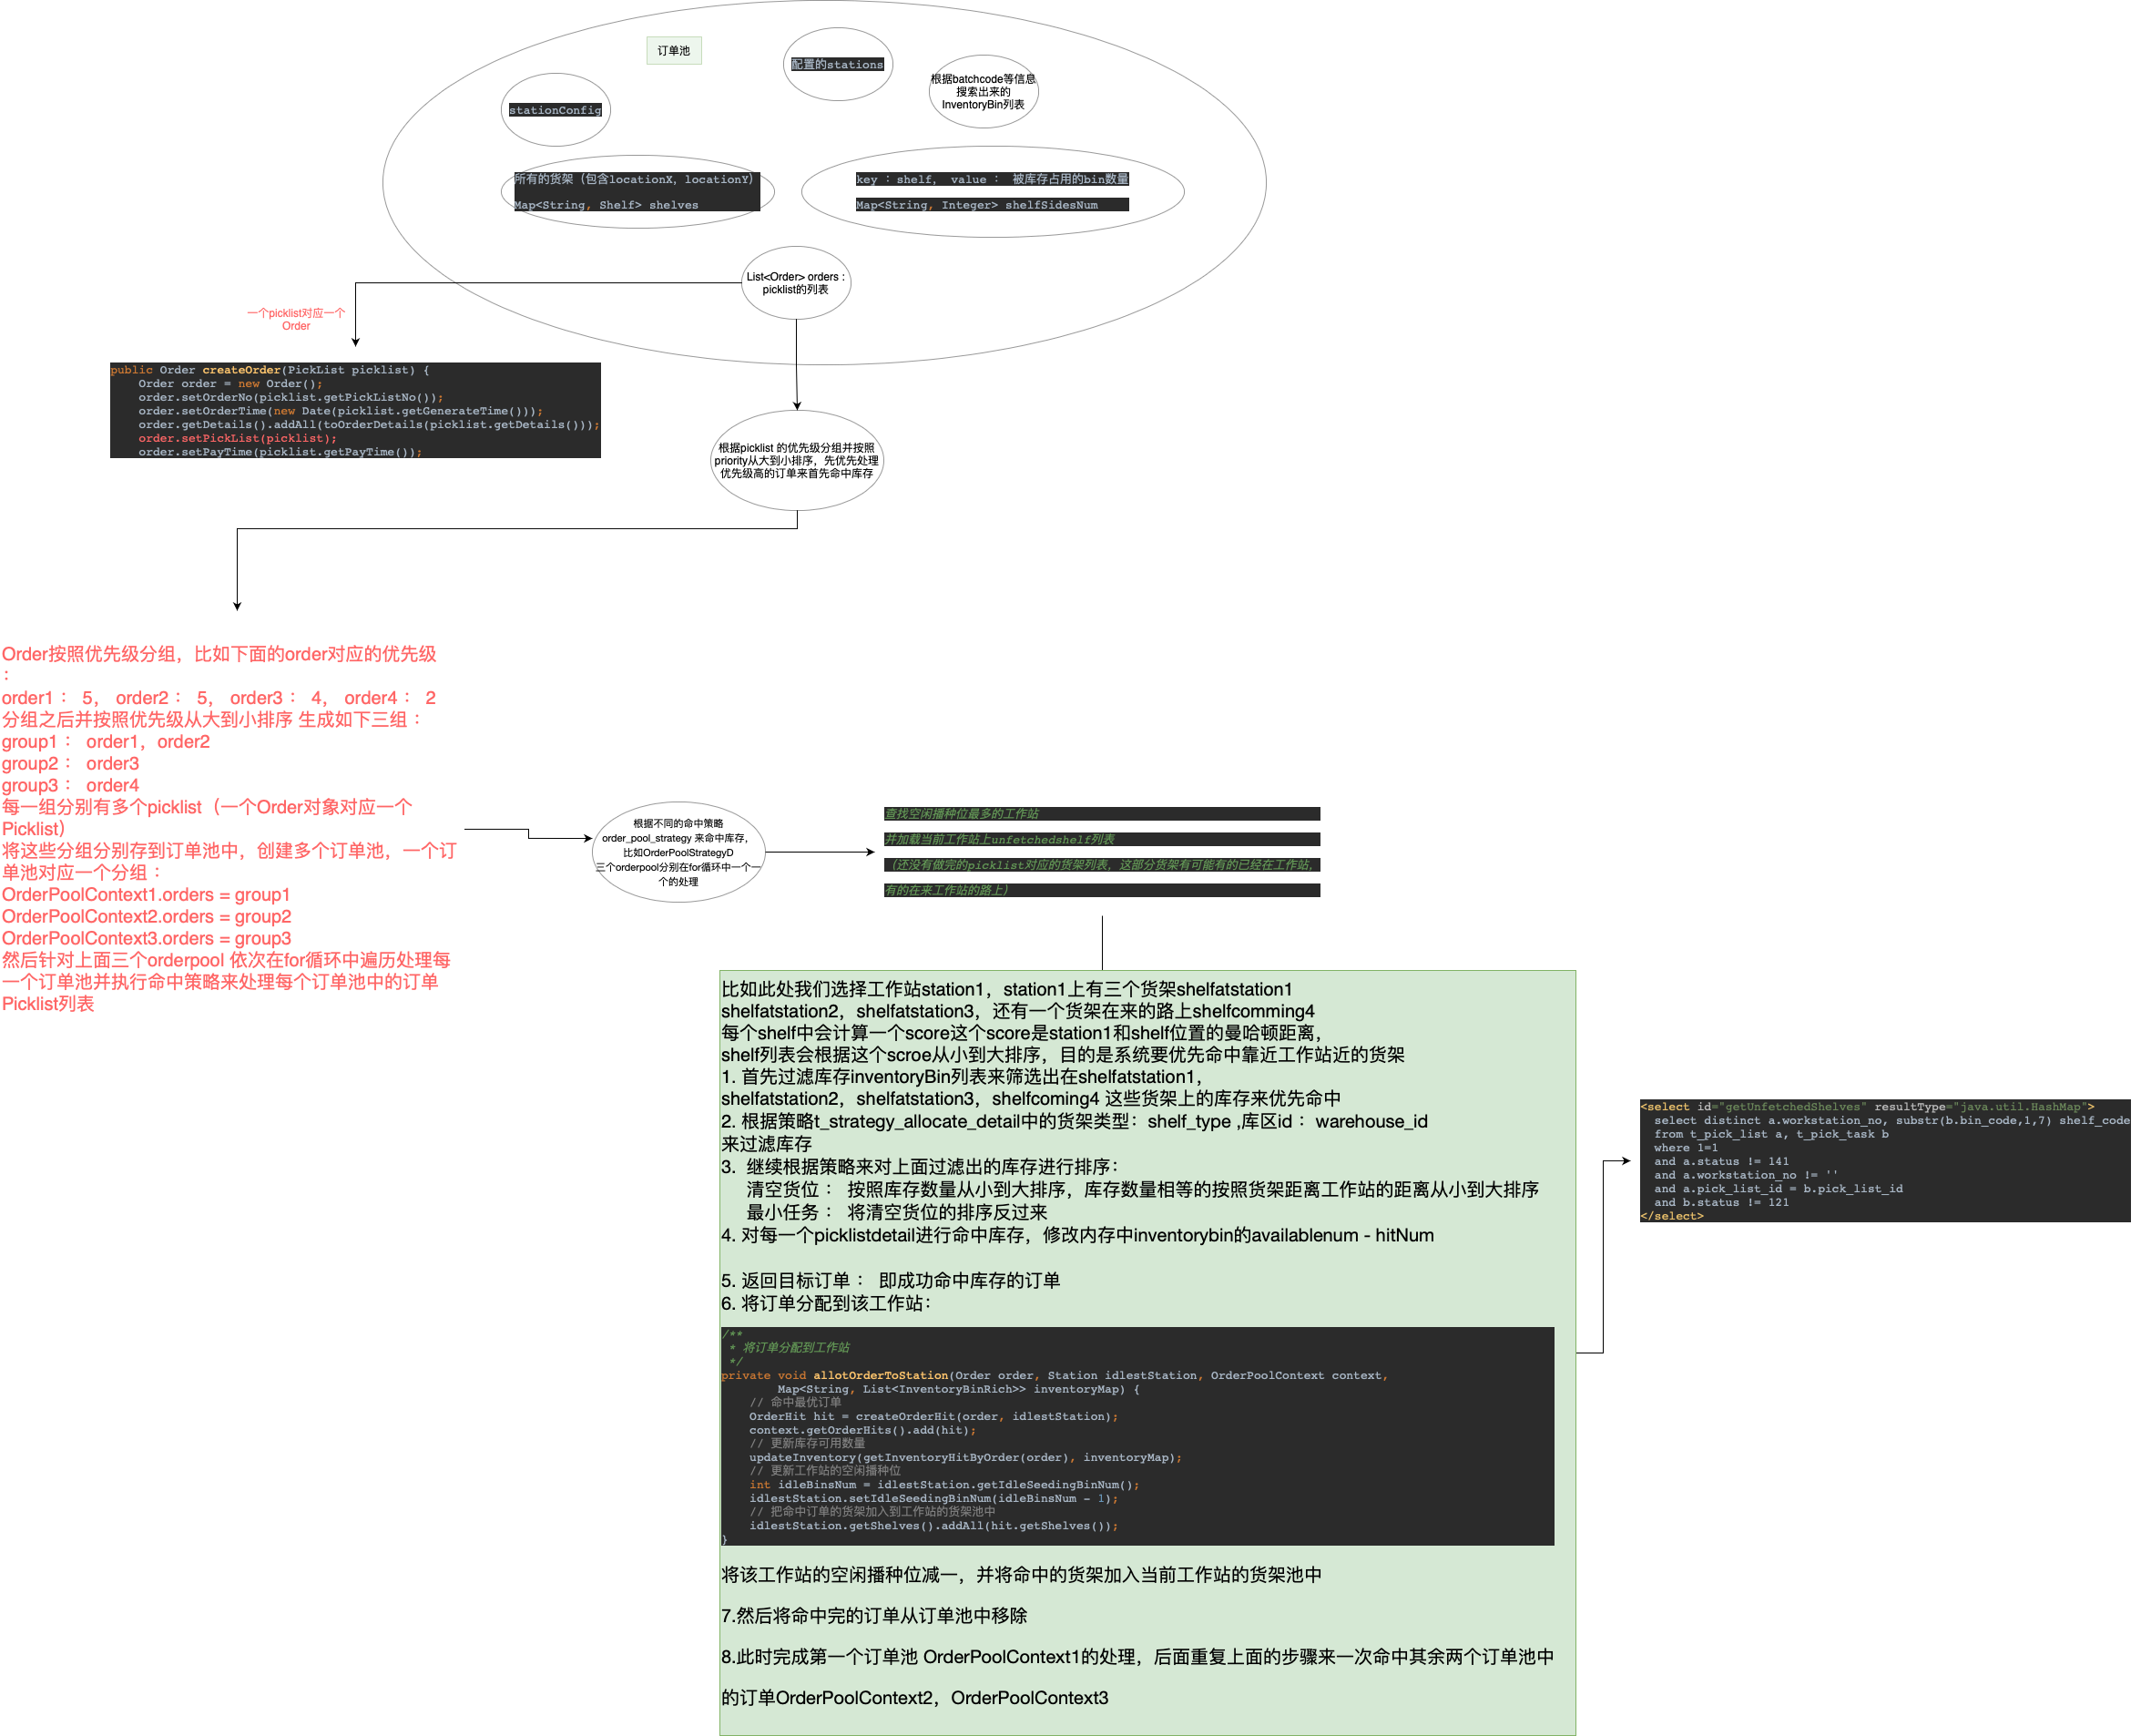 订单池
配置的stations
根据batchcode等信息
搜索出来的
InventoryBin列表
stationConfig
所有的货架（包含locationX，locationY）
Map<String, Shelf> shelves
key ：shelf， value ： 被库存占用的bin数量
Map<String, Integer> shelfSidesNum
List<Order> orders :
picklist的列表
一个picklist对应一个
Order
public Order createOrder(PickList picklist) {
Order order = new Order();
order.setOrderNo(picklist.getPickListNo());
order.setOrderTime(new Date(picklist.getGenerateTime()));
order.getDetails().addAll(toOrderDetails(picklist.getDetails()));
order.setPickList(picklist);
order.setPayTime(picklist.getPayTime());
根据picklist 的优先级分组并按照
priority从大到小排序，先优先处理
优先级高的订单来首先命中库存
Order按照优先级分组，比如下面的order对应的优先级
：
order1： 5， order2： 5， order3： 4， order4： 2
分组之后并按照优先级从大到小排序 生成如下三组：
group1： order1，order2
group2： order3
group3： order4
每一组分别有多个picklist（一个Order对象对应一个
Picklist）
将这些分组分别存到订单池中，创建多个订单池，一个订
单池对应一个分组：
OrderPoolContext1.orders = group1
OrderPoolContext2.orders = group2
OrderPoolContext3.orders = group3
然后针对上面三个orderpool 依次在for循环中遍历处理每
一个订单池并执行命中策略来处理每个订单池中的订单
Picklist列表
根据不同的命中策略
order_pool_strategy 来命中库存，
比如OrderPoolStrategyD
三个orderpool分别在for循环中一个一
个的处理
查找空闲播种位最多的工作站
并加载当前工作站上unfetchedshelf列表
（还没有做完的picklist对应的货架列表，这部分货架有可能有的已经在工作站，
有的在来工作站的路上）
比如此处我们选择工作站station1，station1上有三个货架shelfatstation1
shelfatstation2，shelfatstation3，还有一个货架在来的路上shelfcomming4
每个shelf中会计算一个score这个score是station1和shelf位置的曼哈顿距离，
shelf列表会根据这个scroe从小到大排序，目的是系统要优先命中靠近工作站近的货架
1. 首先过滤库存inventoryBin列表来筛选出在shelfatstation1，
shelfatstation2，shelfatstation3，shelfcoming4 这些货架上的库存来优先命中
2. 根据策略t_strategy_allocate_detail中的货架类型：shelf_type ,库区id： warehouse_id
来过滤库存
3. 继续根据策略来对上面过滤出的库存进行排序：
清空货位： 按照库存数量从小到大排序，库存数量相等的按照货架距离工作站的距离从小到大排序
最小任务： 将清空货位的排序反过来
4. 对每一个picklistdetail进行命中库存，修改内存中inventorybin的availablenum - hitNum
5. 返回目标订单： 即成功命中库存的订单
6. 将订单分配到该工作站：
/**
* 将订单分配到工作站
*/
private void allotOrderToStation(Order order, Station idlestStation, OrderPoolContext context,
Map<String, List<InventoryBinRich>> inventoryMap) {
// 命中最优订单
OrderHit hit = createOrderHit(order, idlestStation);
context.getOrderHits().add(hit);
// 更新库存可用数量
updateInventory(getInventoryHitByOrder(order), inventoryMap);
// 更新工作站的空闲播种位
int idleBinsNum = idlestStation.getIdleSeedingBinNum();
idlestStation.setIdleSeedingBinNum(idleBinsNum - 1);
// 把命中订单的货架加入到工作站的货架池中
idlestStation.getShelves().addAll(hit.getShelves());
}
将该工作站的空闲播种位减一，并将命中的货架加入当前工作站的货架池中
7.然后将命中完的订单从订单池中移除
8.此时完成第一个订单池 OrderPoolContext1的处理，后面重复上面的步骤来一次命中其余两个订单池中
的订单OrderPoolContext2，OrderPoolContext3
<select id="getUnfetchedShelves" resultType="java.util.HashMap">
select distinct a.workstation_no, substr(b.bin_code,1,7) shelf_code
from t_pick_list a, t_pick_task b
where 1=1
and a.status != 141
and a.workstation_no != ''
and a.pick_list_id = b.pick_list_id
and b.status != 121
</select>